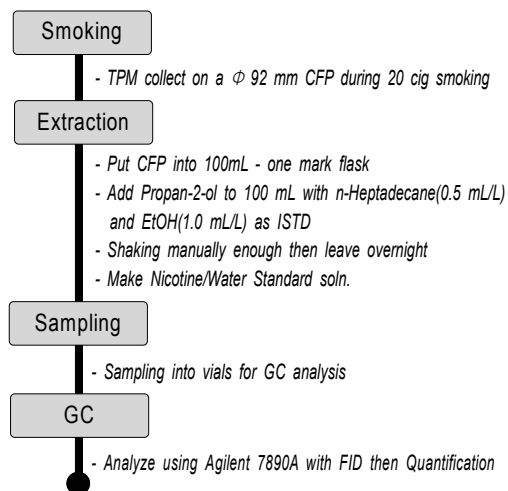 Smoking
- TPM collect on a Φ 92 mm CFP during 20 cig smoking
Extraction
- Put CFP into 100mL - one mark flask
- Add Propan-2-ol to 100 mL with n-Heptadecane(0.5 mL/L)
and EtOH(1.0 mL/L) as ISTD
- Shaking manually enough then leave overnight
- Make Nicotine/Water Standard soln.
Sampling
- Sampling into vials for GC analysis
GC
- Analyze using Agilent 7890A with FID then Quantification